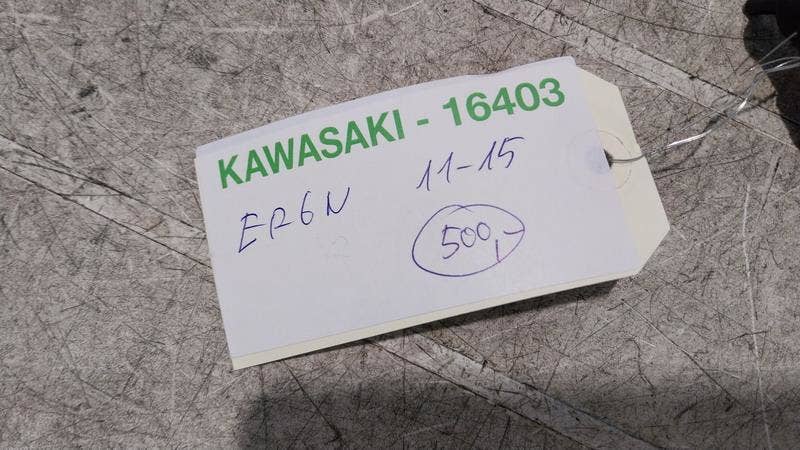 KAWASAKI - 16403
ER6N 11-15
500,-